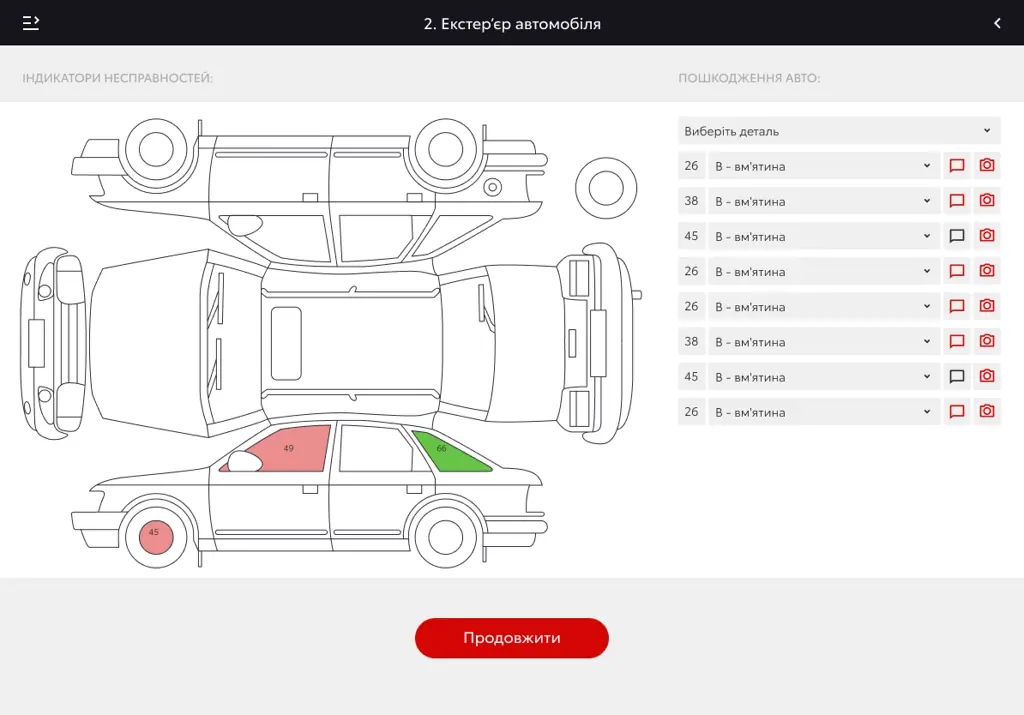 2. Екстер’єр автомобіля
ІНДИКАТОРИ НЕСПРАВНОСТЕЙ:
ПОШКОДЖЕННЯ АВТО:
Виберіть деталь
26 В - вм'ятина
38 В - вм'ятина
45 В - вм'ятина
26 В - вм'ятина
26 В - вм'ятина
38 В - вм'ятина
45 В - вм'ятина
26 В - вм'ятина
49
66
45
Продовжити